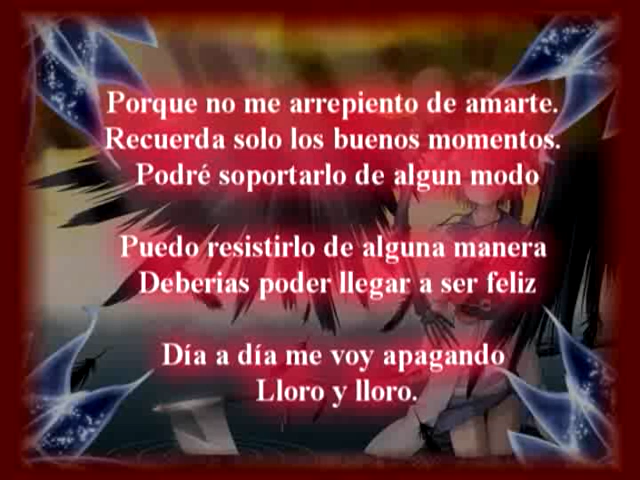 Porque no me arrepiento de amarte.
Recuerda solo los buenos momentos.
Podré soportarlo de algun modo
Puedo resistirlo de alguna manera
Deberias poder llegar a ser feliz
Día a día me voy apagando
Lloro y lloro.